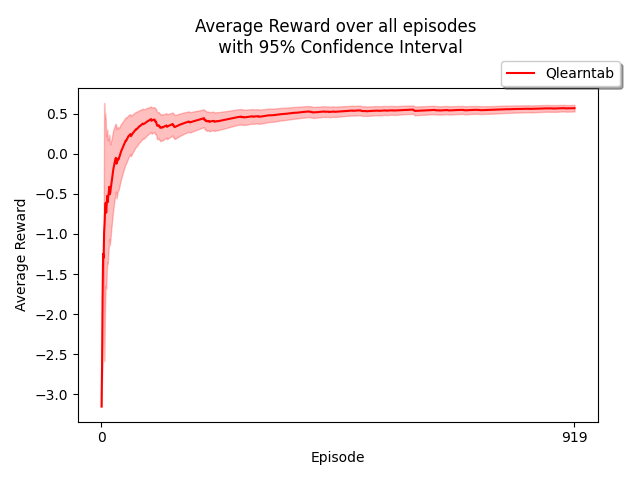 Average Reward over all episodes
with 95% Confidence Interval
Qlearntab
0.5
0.0
−0.5
−1.0
−1.5
−2.0
−2.5
−3.0
Average Reward
0
919
Episode